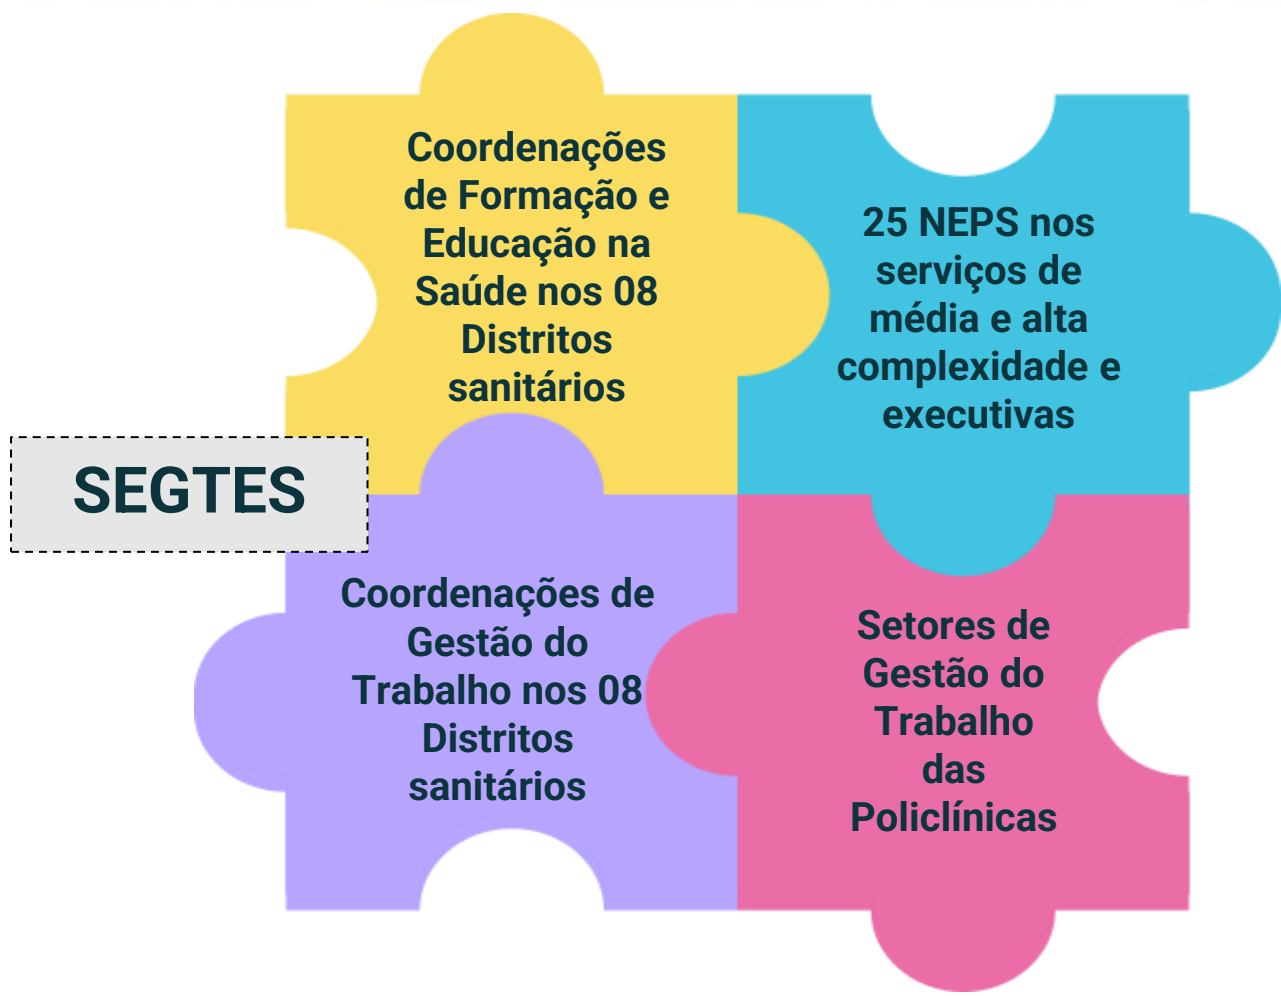 Coordenações
de Formação e
Educação na
Saúde nos 08
Distritos
sanitários
25 NEPS nos
serviços de
média e alta
complexidade e
executivas
SEGTES
Coordenações de
Gestão do
Trabalho nos 08
Distritos
sanitários
Setores de
Gestão do
Trabalho
das
Policlínicas